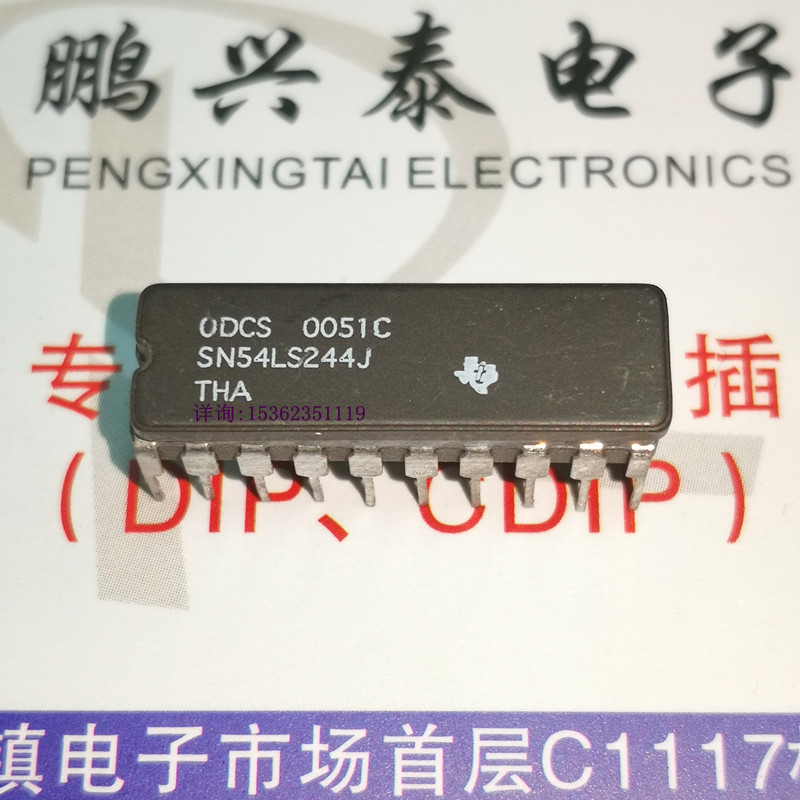 鹏兴泰电子
PENGXINGTAI ELECTRONICS
0DCS 0051C
SN54LS244J
THA
详询:15362351119
专 插
(DIP、CDIP)
镇电子市场首层C1117